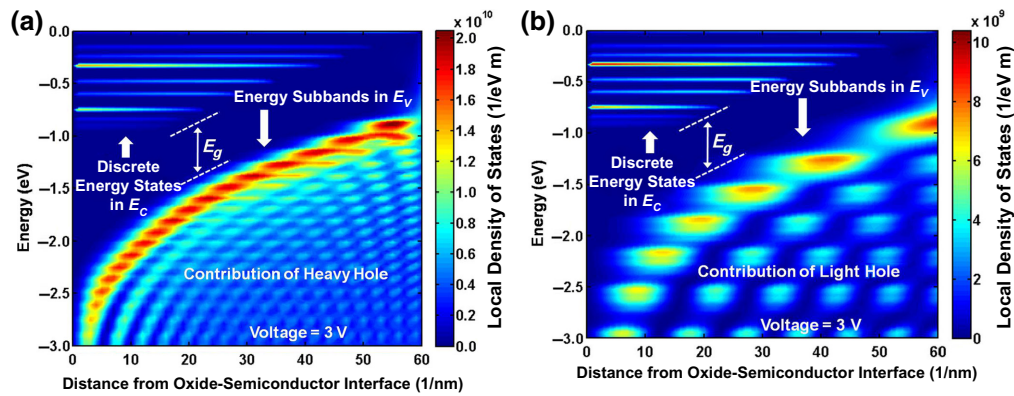 (a)
x 10¹⁰
0.0
−0.5
−1.0
−1.5
−2.0
−2.5
−3.0
Energy (eV)
Energy Subbands in E_V
E_g
Discrete
Energy States
in E_C
Contribution of Heavy Hole
Voltage = 3 V
0 10 20 30 40 50 60
Distance from Oxide-Semiconductor Interface (1/nm)
2.0
1.8
1.6
1.4
1.2
1.0
0.8
0.6
0.4
0.2
0.0
Local Density of States (1/eV m)
(b)
x 10⁹
0.0
−0.5
−1.0
−1.5
−2.0
−2.5
−3.0
Energy (eV)
Energy Subbands in E_V
E_g
Discrete
Energy States
in E_C
Contribution of Light Hole
Voltage = 3 V
0 10 20 30 40 50 60
Distance from Oxide-Semiconductor Interface (1/nm)
10
9
8
7
6
5
4
3
2
1
0
Local Density of States (1/eV m)